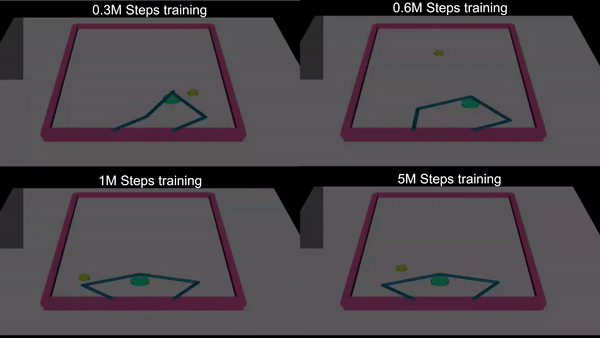 0.3M Steps training
0.6M Steps training
1M Steps training
5M Steps training